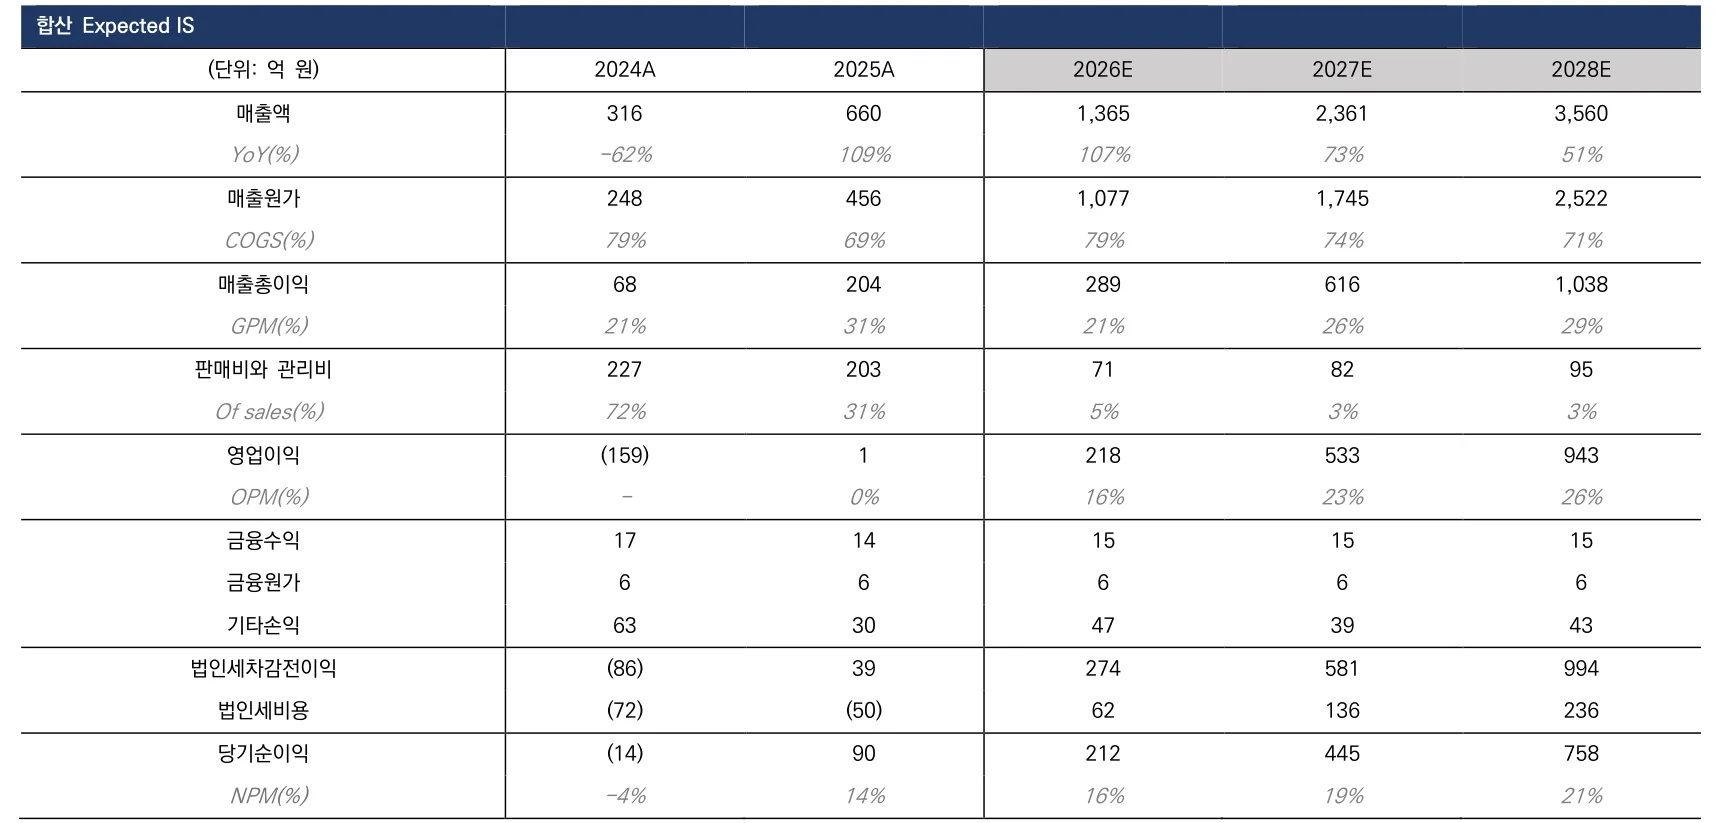 합산 Expected IS
(단위: 억 원) 2024A 2025A 2026E 2027E 2028E
매출액 316 660 1,365 2,361 3,560
YoY(%) -62% 109% 107% 73% 51%
매출원가 248 456 1,077 1,745 2,522
COGS(%) 79% 69% 79% 74% 71%
매출총이익 68 204 289 616 1,038
GPM(%) 21% 31% 21% 26% 29%
판매비와 관리비 227 203 71 82 95
Of sales(%) 72% 31% 5% 3% 3%
영업이익 (159) 1 218 533 943
OPM(%) - 0% 16% 23% 26%
금융수익 17 14 15 15 15
금융원가 6 6 6 6 6
기타손익 63 30 47 39 43
법인세차감전이익 (86) 39 274 581 994
법인세비용 (72) (50) 62 136 236
당기순이익 (14) 90 212 445 758
NPM(%) -4% 14% 16% 19% 21%